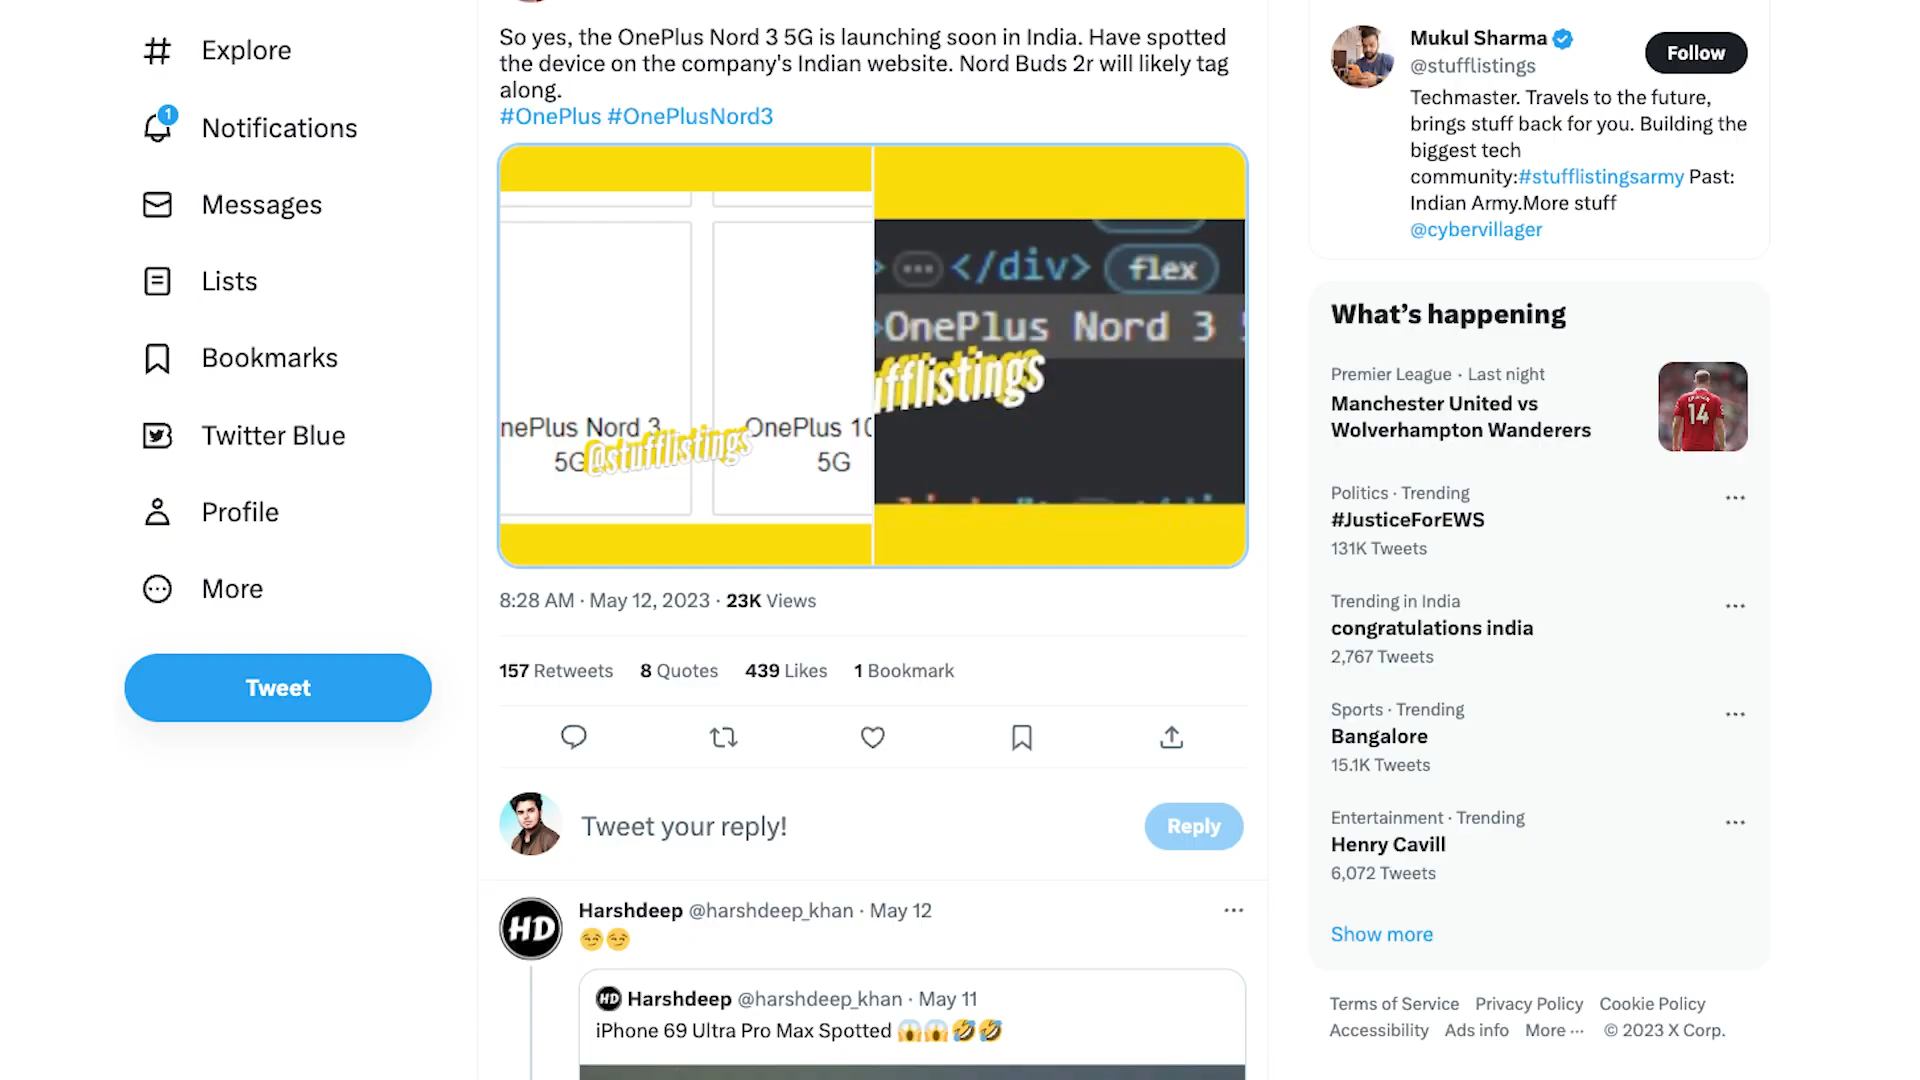 Explore
1
Notifications
Messages
Lists
Bookmarks
Twitter Blue
Profile
More
Tweet
So yes, the OnePlus Nord 3 5G is launching soon in India. Have spotted
the device on the company's Indian website. Nord Buds 2r will likely tag
along.
#OnePlus #OnePlusNord3
nePlus Nord 3
5G
@stufflistings
OnePlus 10
5G
</div> flex
OnePlus Nord 3
ufflistings
8:28 AM · May 12, 2023 · 23K Views
157 Retweets 8 Quotes 439 Likes 1 Bookmark
Tweet your reply!
Reply
HD
Harshdeep @harshdeep_khan · May 12
😏😏
HD Harshdeep @harshdeep_khan · May 11
iPhone 69 Ultra Pro Max Spotted 😱😱🤣🤣
Mukul Sharma
@stufflistings
Follow
Techmaster. Travels to the future,
brings stuff back for you. Building the
biggest tech
community:#stufflistingsarmy Past:
Indian Army.More stuff
@cybervillager
What's happening
Premier League · Last night
Manchester United vs
Wolverhampton Wanderers
14
Politics · Trending
#JusticeForEWS
131K Tweets
Trending in India
congratulations india
2,767 Tweets
Sports · Trending
Bangalore
15.1K Tweets
Entertainment · Trending
Henry Cavill
6,072 Tweets
Show more
Terms of Service Privacy Policy Cookie Policy
Accessibility Ads info More ··· © 2023 X Corp.